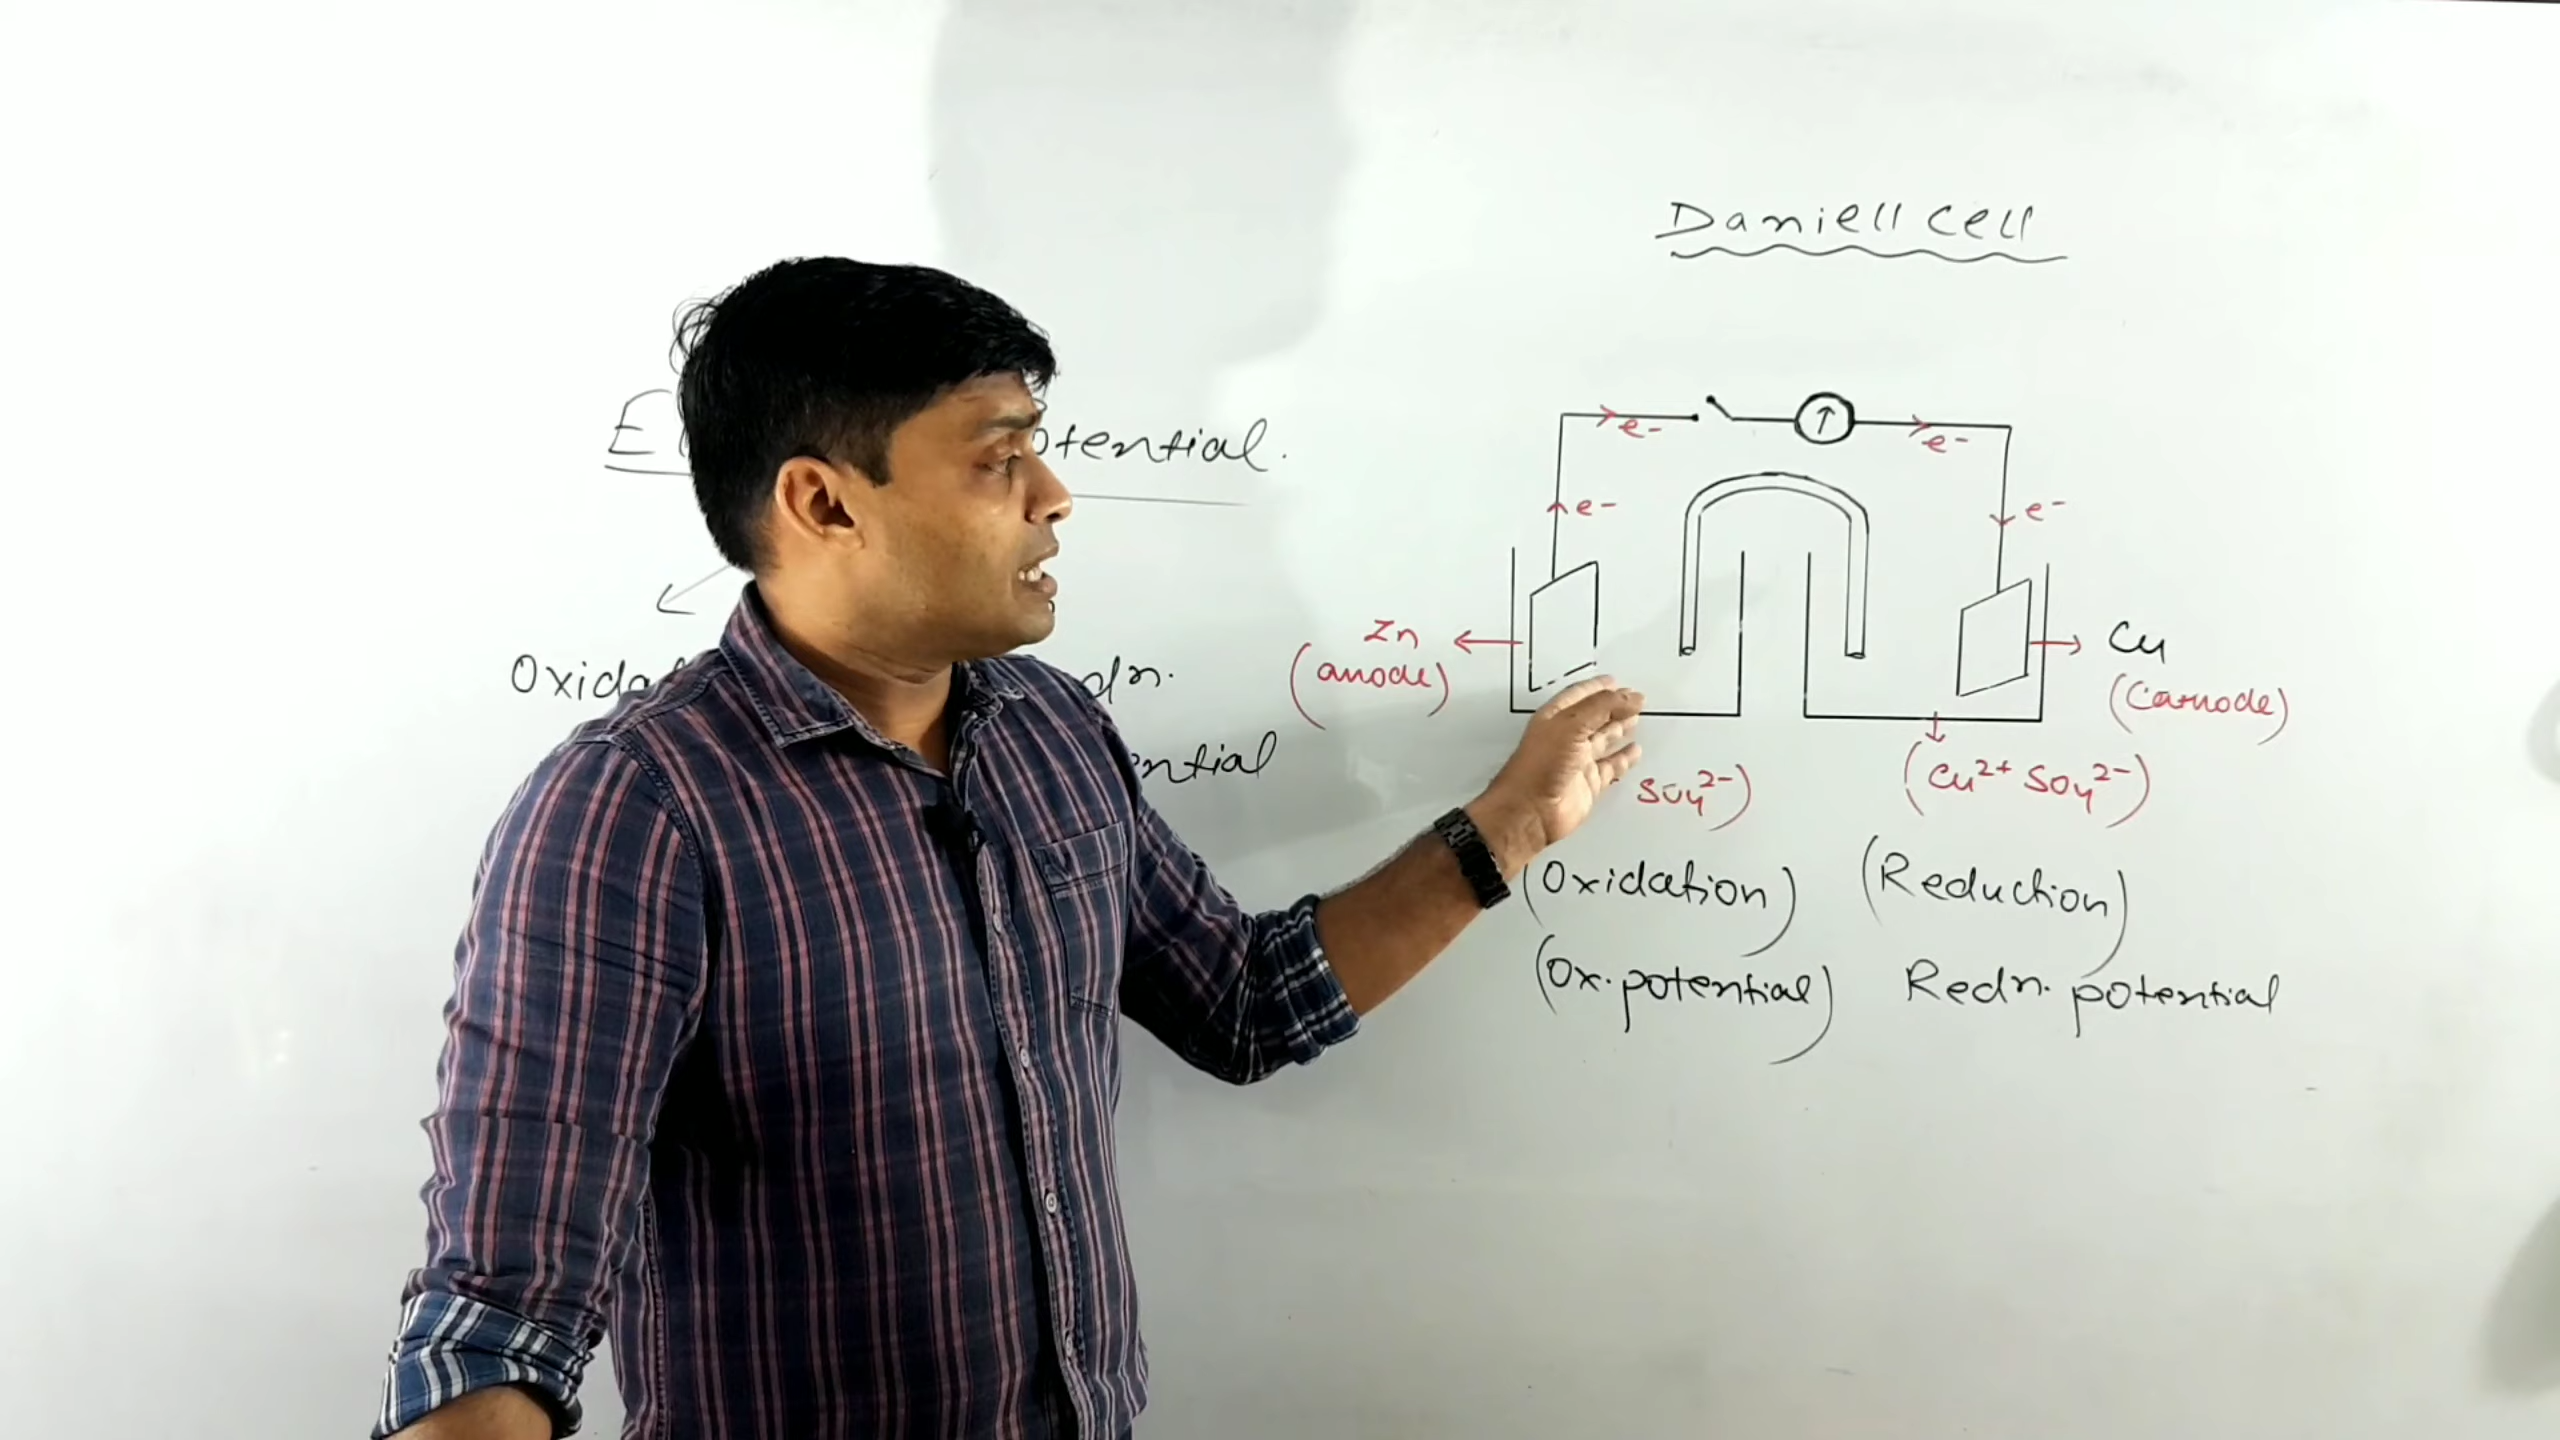 Daniell cell
otential.
e-
e-
e-
e-
Zn
(anode)
Cu
(Cathode)
Oxida
dn.
ential
SO4^2-)
(Cu^2+ SO4^2-)
(Oxidation)
(Reduction)
(Ox. potential)
Redn. potential